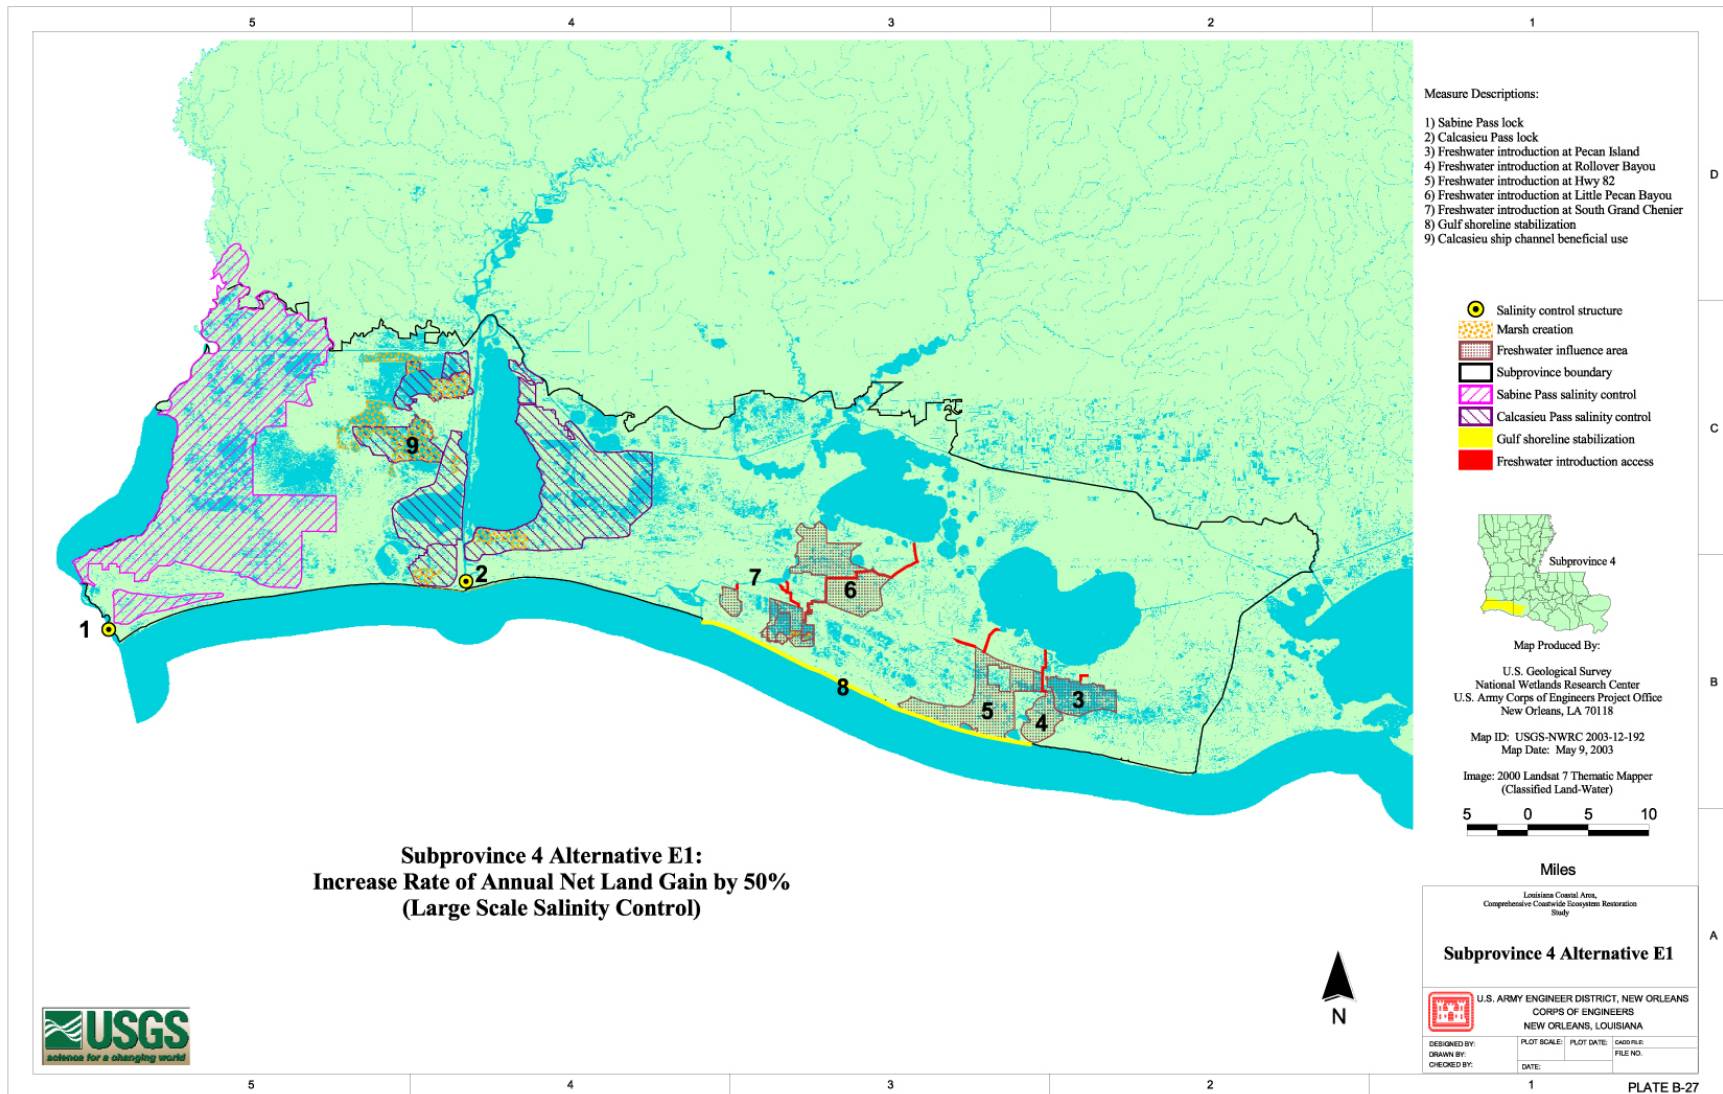 5 4 3 2 1
Measure Descriptions:
1) Sabine Pass lock
2) Calcasieu Pass lock
3) Freshwater introduction at Pecan Island
4) Freshwater introduction at Rollover Bayou
5) Freshwater introduction at Hwy 82
6) Freshwater introduction at Little Pecan Bayou
7) Freshwater introduction at South Grand Chenier
8) Gulf shoreline stabilization
9) Calcasieu ship channel beneficial use
D
Salinity control structure
Marsh creation
Freshwater influence area
Subprovince boundary
Sabine Pass salinity control
Calcasieu Pass salinity control
Gulf shoreline stabilization
Freshwater introduction access
C
9
2
7
6
1
8
5
4
3
Subprovince 4
Map Produced By:
U.S. Geological Survey
National Wetlands Research Center
U.S. Army Corps of Engineers Project Office
New Orleans, LA 70118
B
Map ID: USGS-NWRC 2003-12-192
Map Date: May 9, 2003
Image: 2000 Landsat 7 Thematic Mapper
(Classified Land-Water)
5 0 5 10
Miles
Subprovince 4 Alternative E1:
Increase Rate of Annual Net Land Gain by 50%
(Large Scale Salinity Control)
Louisiana Coastal Area,
Comprehensive Coastwide Ecosystem Restoration
Study
A
Subprovince 4 Alternative E1
N
USGS
science for a changing world
U.S. ARMY ENGINEER DISTRICT, NEW ORLEANS
CORPS OF ENGINEERS
NEW ORLEANS, LOUISIANA
DESIGNED BY:
DRAWN BY:
CHECKED BY:
PLOT SCALE:
PLOT DATE:
CADD FILE:
FILE NO.
DATE:
5 4 3 2 1
PLATE B-27